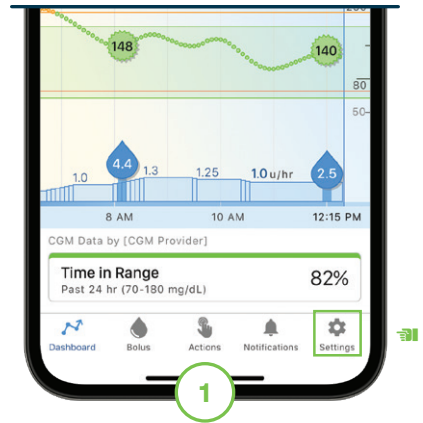 148
140
80
50
4.4
2.5
1.0
1.3
1.25
1.0 u/hr
8 AM
10 AM
12:15 PM
CGM Data by [CGM Provider]
Time in Range
82%
Past 24 hr (70-180 mg/dL)
Dashboard
Bolus
Actions
Notifications
Settings
1